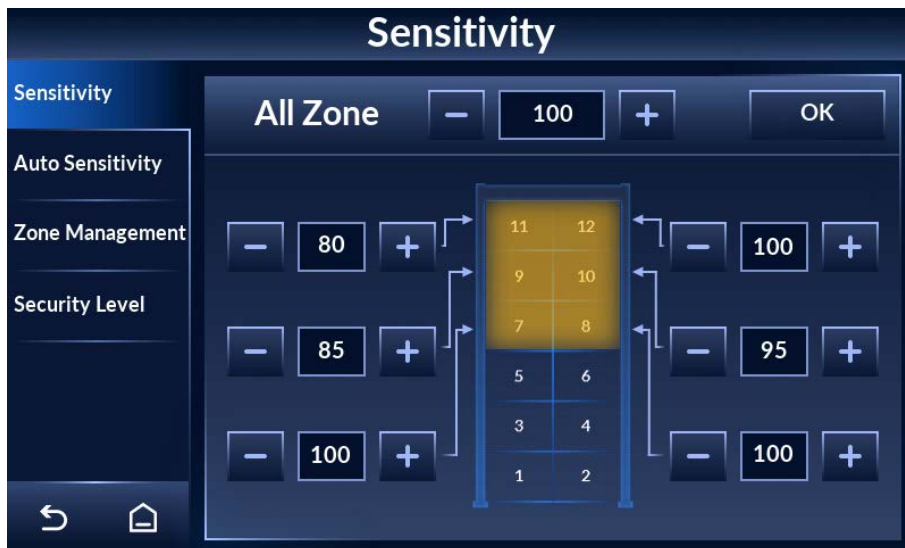 Sensitivity
Sensitivity
All Zone
100
OK
Auto Sensitivity
Zone Management
Security Level
80
85
100
11 12
9 10
7 8
5 6
3 4
1 2
100
95
100